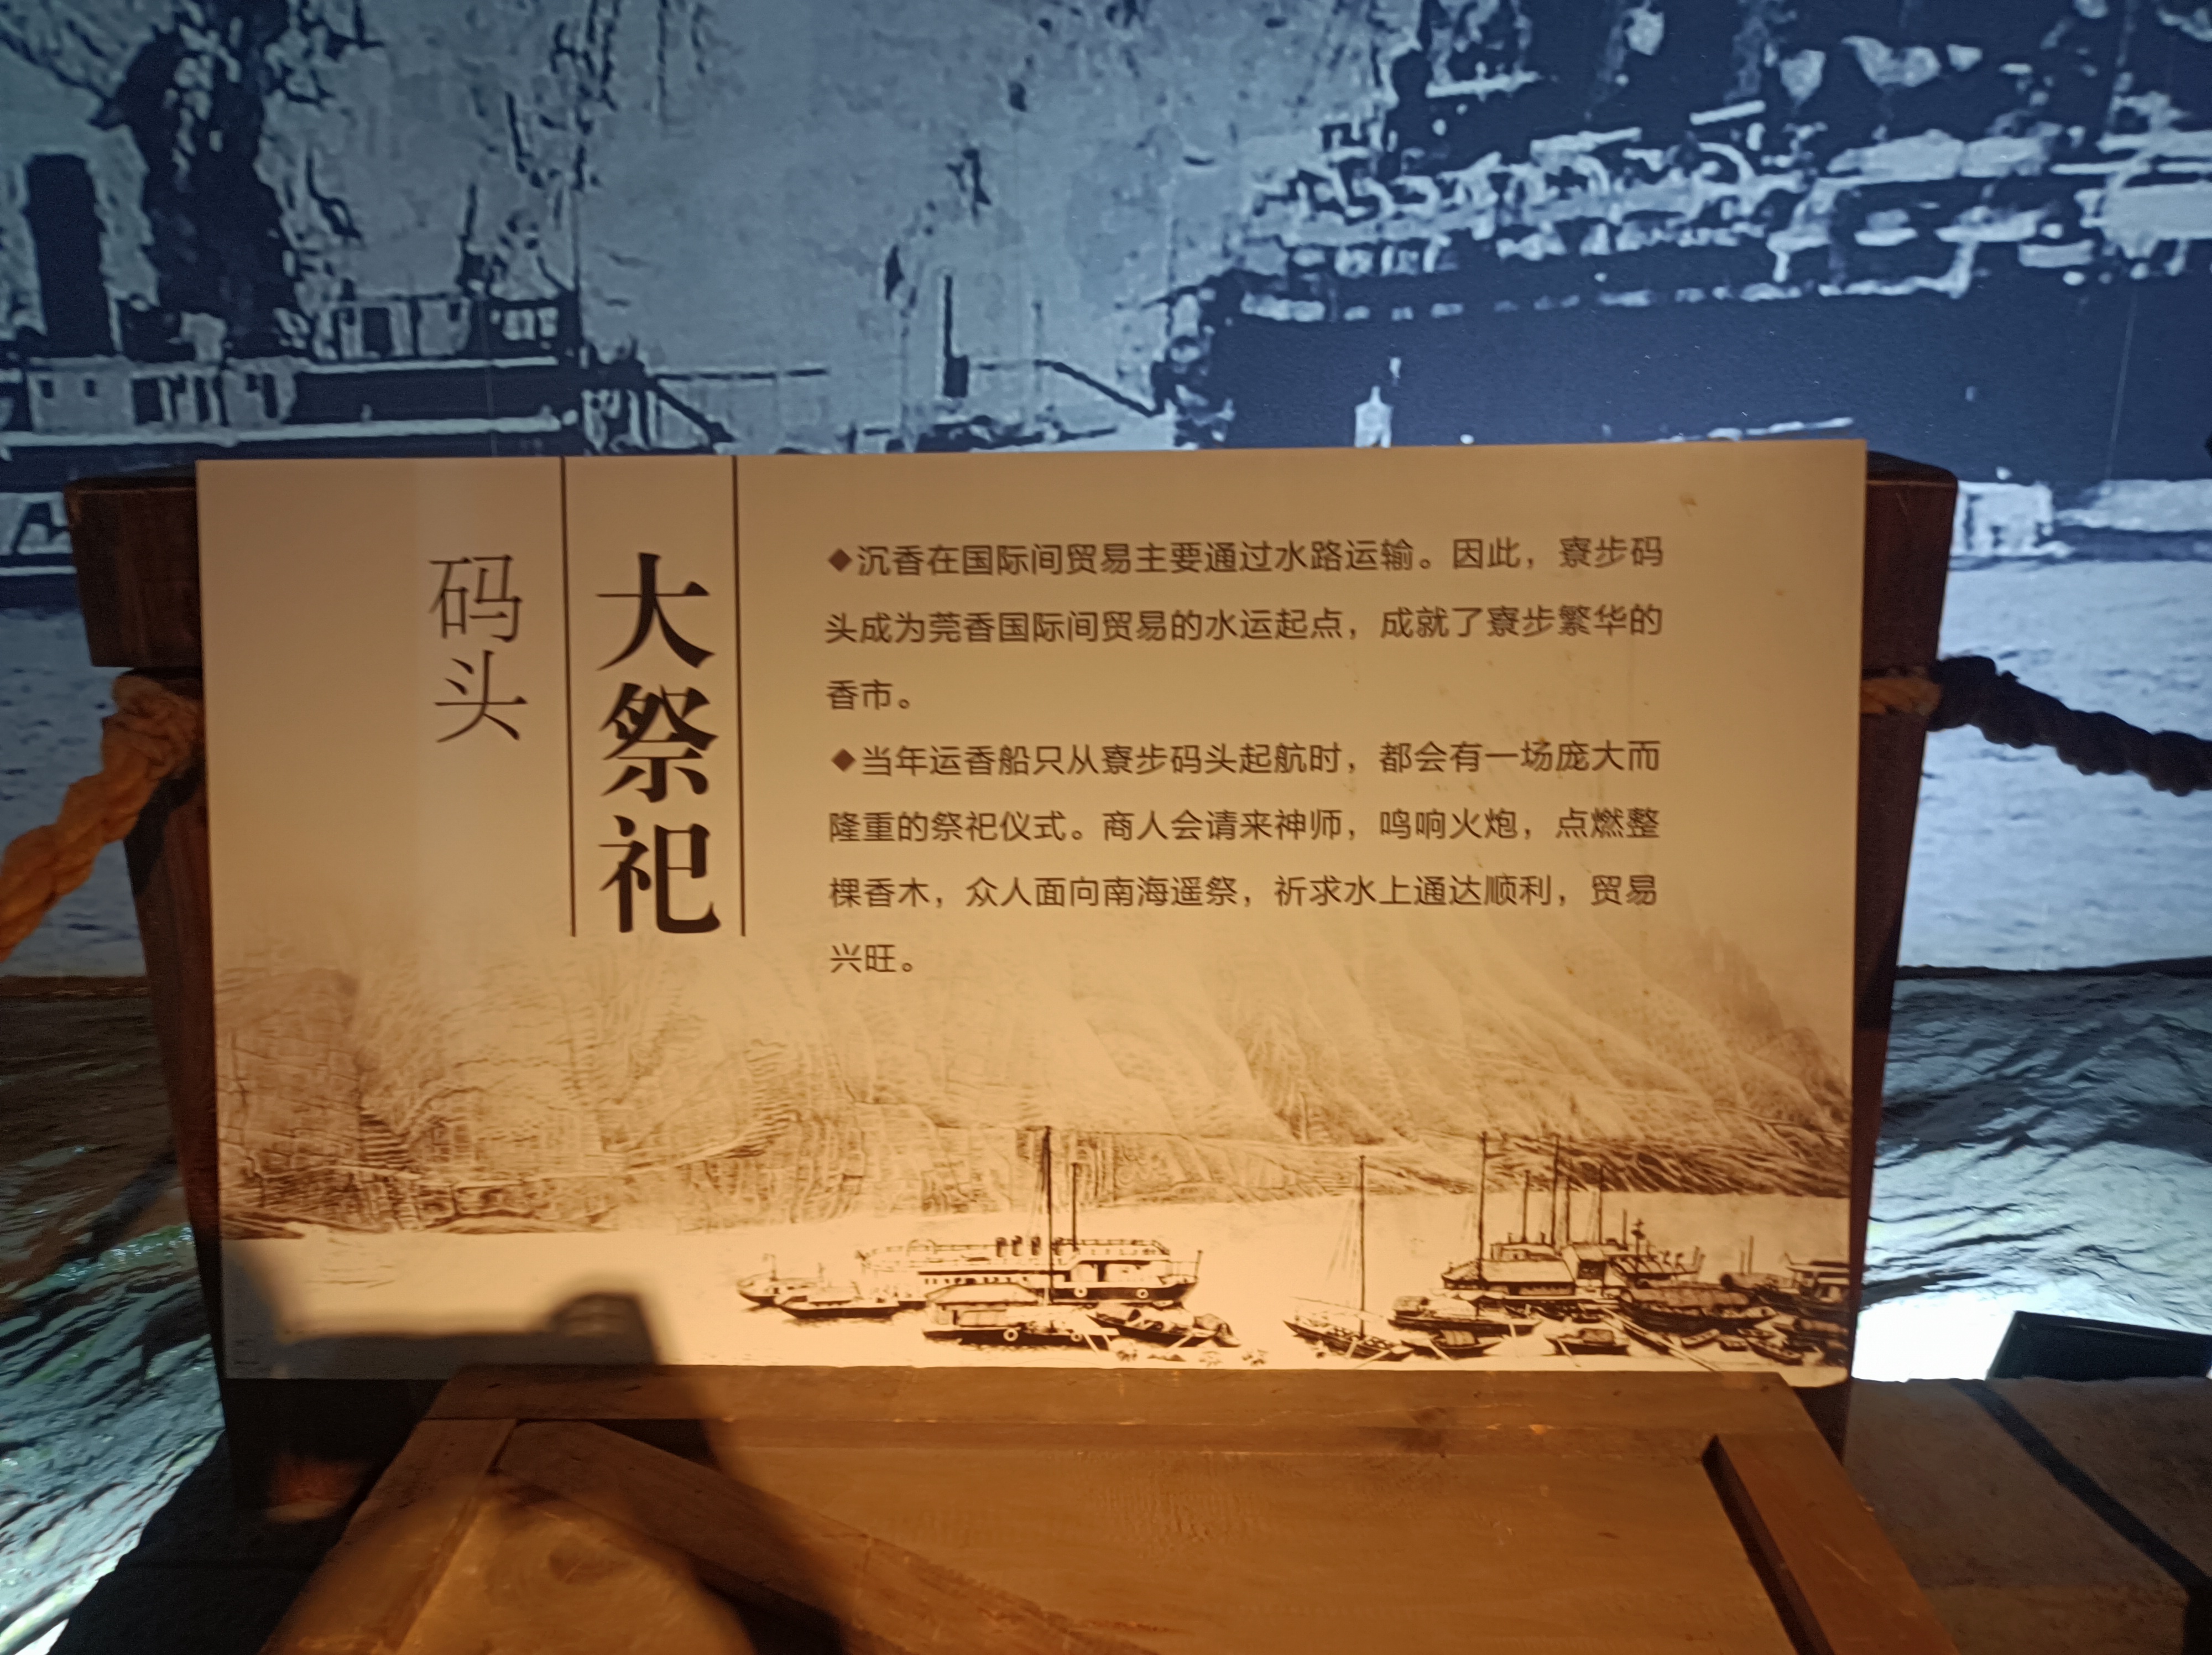 大祭祀
码头
◆沉香在国际间贸易主要通过水路运输。因此，寮步码
头成为莞香国际间贸易的水运起点，成就了寮步繁华的
香市。
◆当年运香船只从寮步码头起航时，都会有一场庞大而
隆重的祭祀仪式。商人会请来神师，鸣响火炮，点燃整
棵香木，众人面向南海遥祭，祈求水上通达顺利，贸易
兴旺。